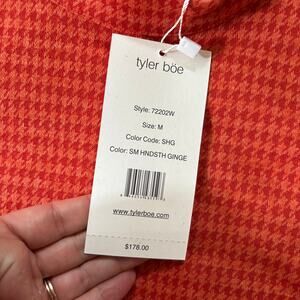 tyler böe
Style: 72202W
Size: M
Color Code: SHG
Color: SM HNDSTH GINGE
www.tylerboe.com
$178.00